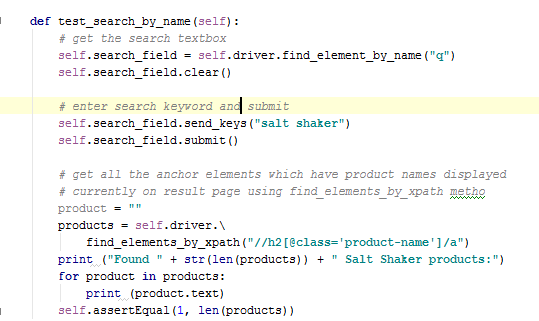 def test_search_by_name(self):
# get the search textbox
self.search_field = self.driver.find_element_by_name("q")
self.search_field.clear()
# enter search keyword and submit
self.search_field.send_keys("salt shaker")
self.search_field.submit()
# get all the anchor elements which have product names displayed
# currently on result page using find_elements_by_xpath metho
product = ""
products = self.driver.\
find_elements_by_xpath("//h2[@class='product-name']/a")
print ("Found " + str(len(products)) + " Salt Shaker products:")
for product in products:
print (product.text)
self.assertEqual(1, len(products))